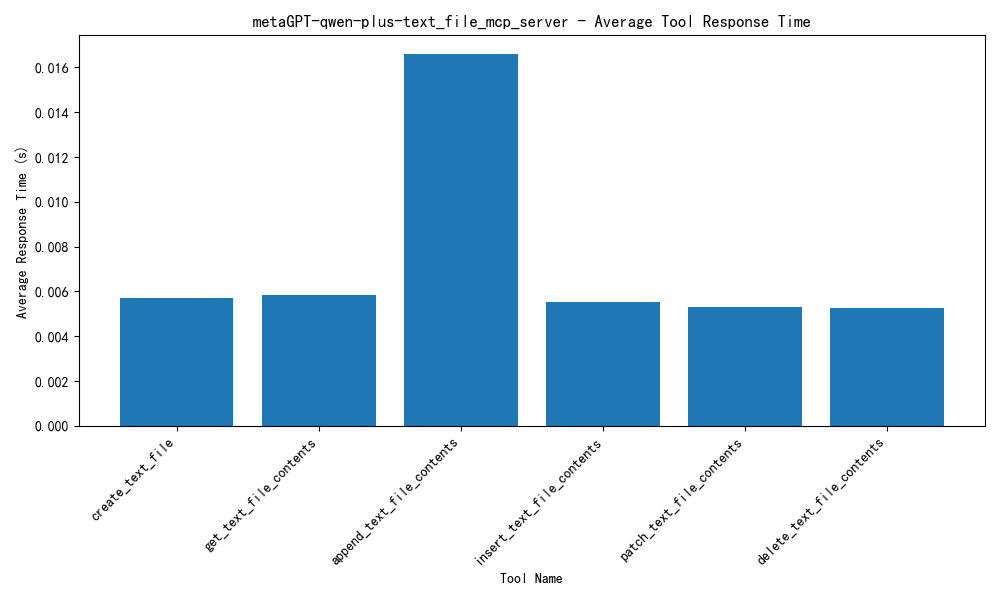 metaGPT-qwen-plus-text_file_mcp_server - Average Tool Response Time
Average Response Time (s)
0.016
0.014
0.012
0.010
0.008
0.006
0.004
0.002
0.000
create_text_file
get_text_file_contents
append_text_file_contents
insert_text_file_contents
patch_text_file_contents
delete_text_file_contents
Tool Name